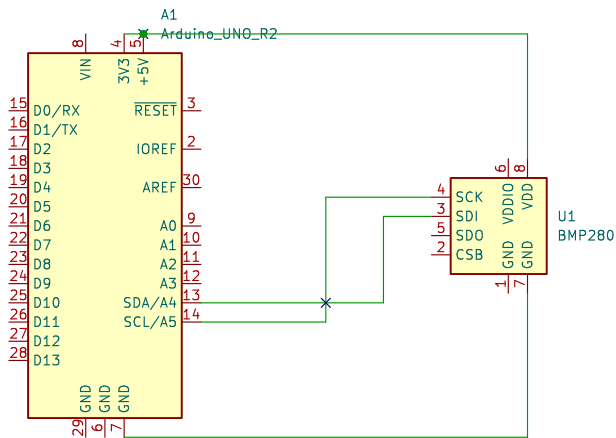 A1
Arduino_UNO_R2
8
4
5
VIN
3V3
+5V
15 D0/RX
RESET 3
16 D1/TX
17 D2
IOREF 2
18 D3
19 D4
AREF 30
20 D5
21 D6
A0 9
22 D7
A1 10
23 D8
A2 11
24 D9
A3 12
25 D10
SDA/A4 13
26 D11
SCL/A5 14
27 D12
28 D13
GND
GND
GND
29
6
7
6
8
VDDIO
VDD
4 SCK
3 SDI
5 SDO
2 CSB
GND
GND
1
7
U1
BMP280